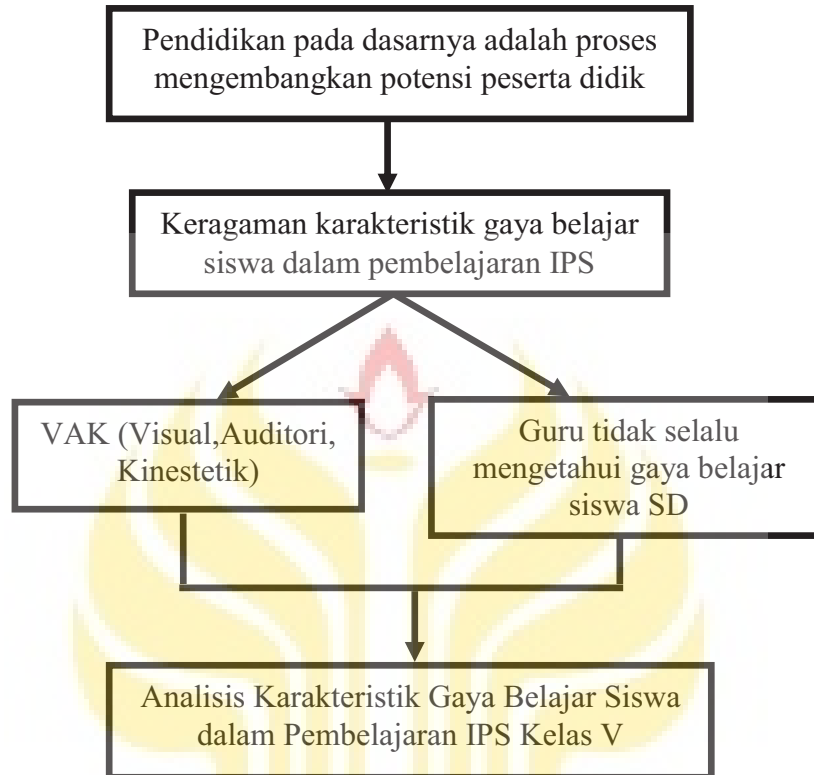 Pendidikan pada dasarnya adalah proses
mengembangkan potensi peserta didik
Keragaman karakteristik gaya belajar
siswa dalam pembelajaran IPS
VAK (Visual,Auditori,
Kinestetik)
Guru tidak selalu
mengetahui gaya belajar
siswa SD
Analisis Karakteristik Gaya Belajar Siswa
dalam Pembelajaran IPS Kelas V